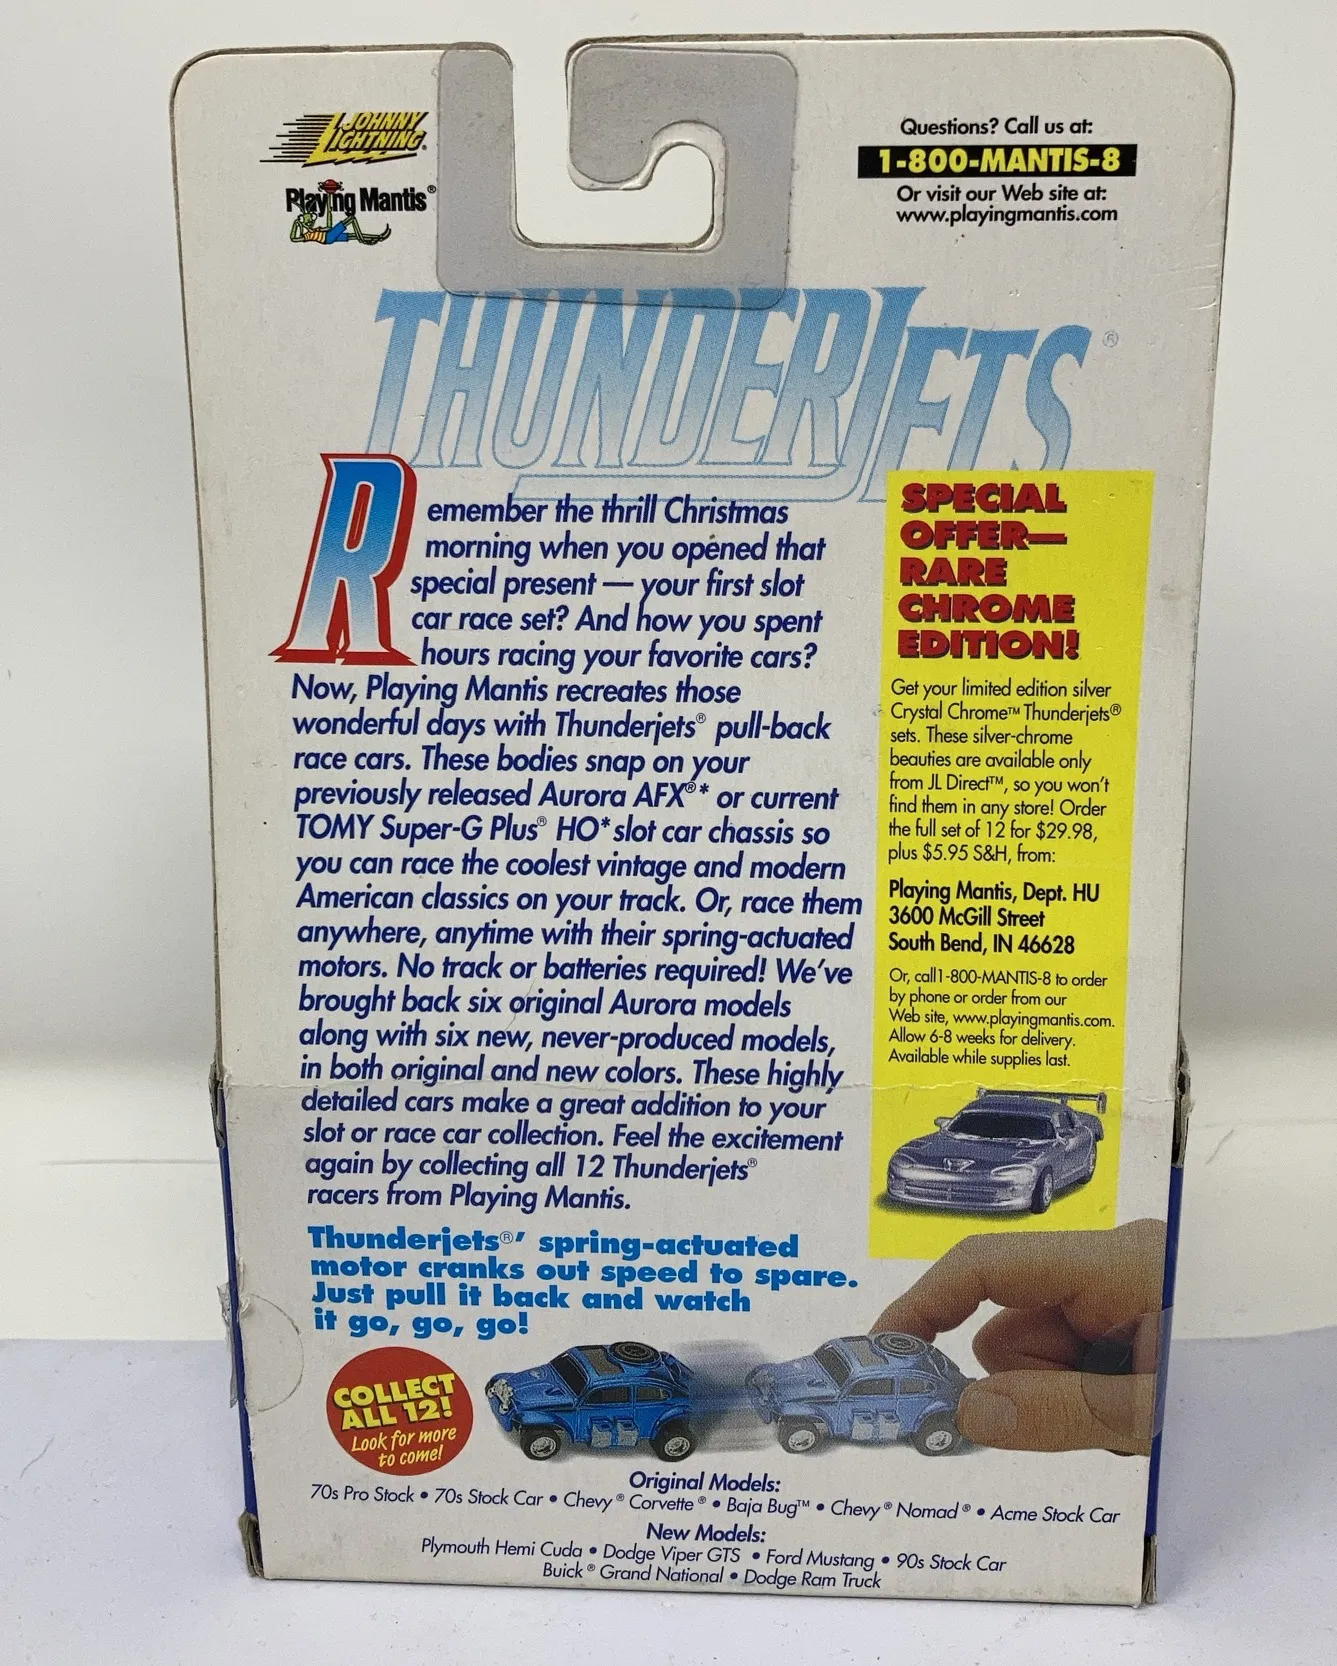 JOHNNY
LIGHTNING®
Playing Mantis®
Questions? Call us at:
1-800-MANTIS-8
Or visit our Web site at:
www.playingmantis.com
THUNDERJETS®
Remember the thrill Christmas
morning when you opened that
special present — your first slot
car race set? And how you spent
hours racing your favorite cars?
Now, Playing Mantis recreates those
wonderful days with Thunderjets® pull-back
race cars. These bodies snap on your
previously released Aurora AFX®* or current
TOMY Super-G Plus® HO* slot car chassis so
you can race the coolest vintage and modern
American classics on your track. Or, race them
anywhere, anytime with their spring-actuated
motors. No track or batteries required! We've
brought back six original Aurora models
along with six new, never-produced models,
in both original and new colors. These highly
detailed cars make a great addition to your
slot or race car collection. Feel the excitement
again by collecting all 12 Thunderjets®
racers from Playing Mantis.
Thunderjets®' spring-actuated
motor cranks out speed to spare.
Just pull it back and watch
it go, go, go!
SPECIAL
OFFER—
RARE
CHROME
EDITION!
Get your limited edition silver
Crystal Chrome™ Thunderjets®
sets. These silver-chrome
beauties are available only
from JL Direct™, so you won't
find them in any store! Order
the full set of 12 for $29.98,
plus $5.95 S&H, from:
Playing Mantis, Dept. HU
3600 McGill Street
South Bend, IN 46628
Or, call1-800-MANTIS-8 to order
by phone or order from our
Web site, www.playingmantis.com.
Allow 6-8 weeks for delivery.
Available while supplies last.
COLLECT
ALL 12!
Look for more
to come!
Original Models:
70s Pro Stock • 70s Stock Car • Chevy® Corvette® • Baja Bug™ • Chevy® Nomad® • Acme Stock Car
New Models:
Plymouth Hemi Cuda • Dodge Viper GTS • Ford Mustang • 90s Stock Car
Buick® Grand National • Dodge Ram Truck